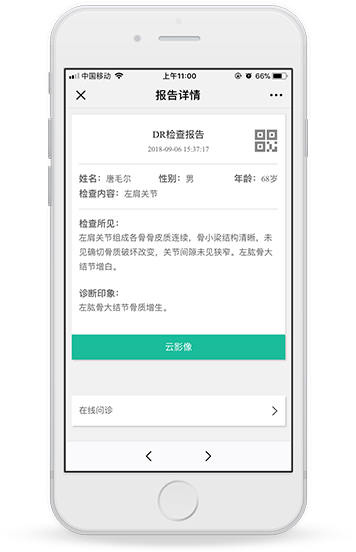 中国移动 上午11:00 66%
报告详情
DR检查报告
2018-09-06 15:37:17
姓名：唐毛尔 性别：男 年龄：68岁
检查内容：左肩关节
检查所见：
左肩关节组成各骨骨皮质连续，骨小梁结构清晰、未
见确切骨质破坏改变，关节间隙未见狭窄。左肱骨大
结节增白。
诊断印象：
左肱骨大结节骨质增生。
云影像
在线问诊